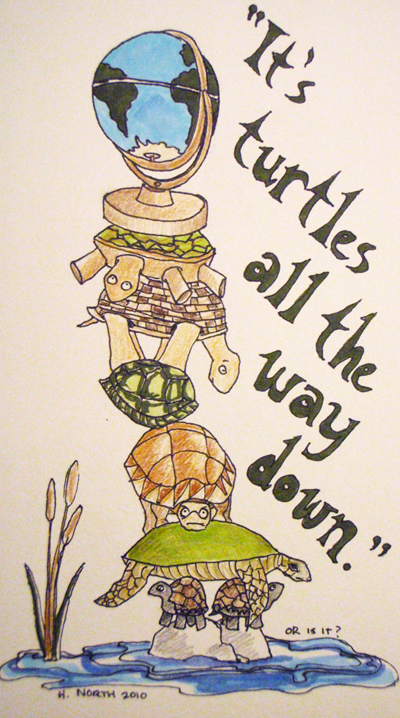 "It's
turtles
all the
way
down."
OR IS IT?
H. NORTH 2010